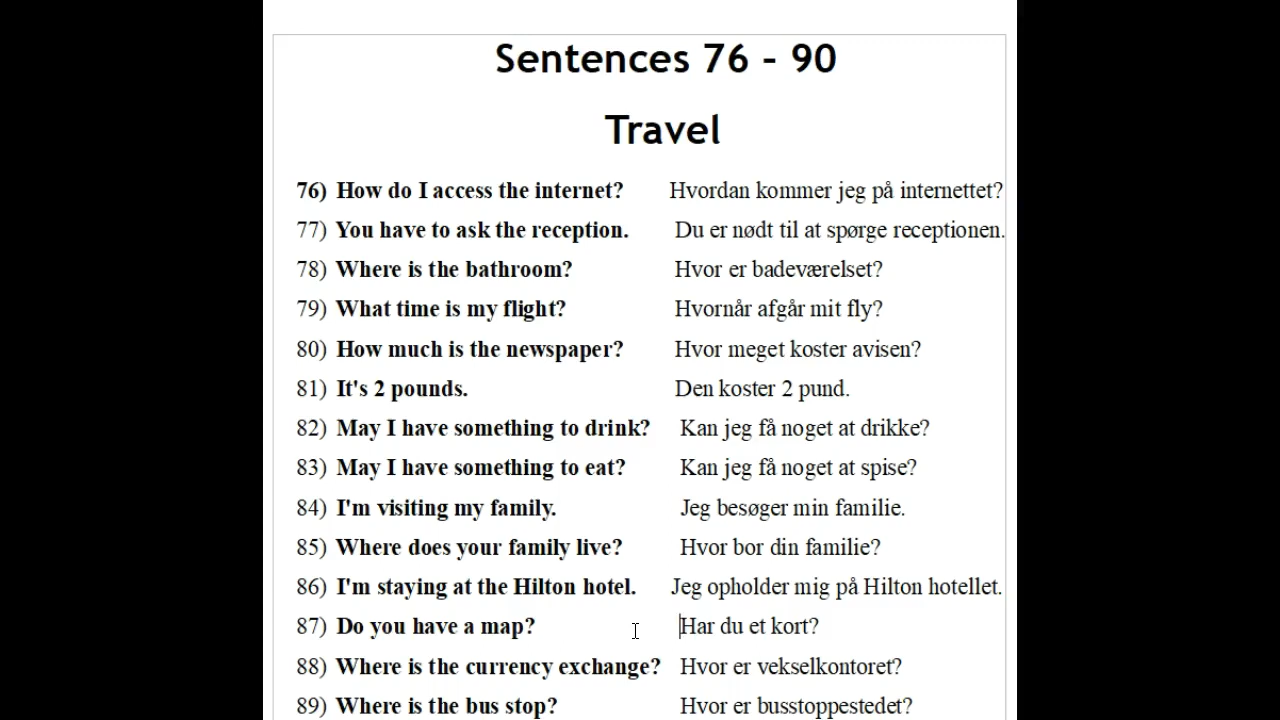 Sentences 76 - 90
Travel
76) How do I access the internet? Hvordan kommer jeg på internettet?
77) You have to ask the reception. Du er nødt til at spørge receptionen.
78) Where is the bathroom? Hvor er badeværelset?
79) What time is my flight? Hvornår afgår mit fly?
80) How much is the newspaper? Hvor meget koster avisen?
81) It's 2 pounds. Den koster 2 pund.
82) May I have something to drink? Kan jeg få noget at drikke?
83) May I have something to eat? Kan jeg få noget at spise?
84) I'm visiting my family. Jeg besøger min familie.
85) Where does your family live? Hvor bor din familie?
86) I'm staying at the Hilton hotel. Jeg opholder mig på Hilton hotellet.
87) Do you have a map? Har du et kort?
88) Where is the currency exchange? Hvor er vekselkontoret?
89) Where is the bus stop? Hvor er busstoppestedet?